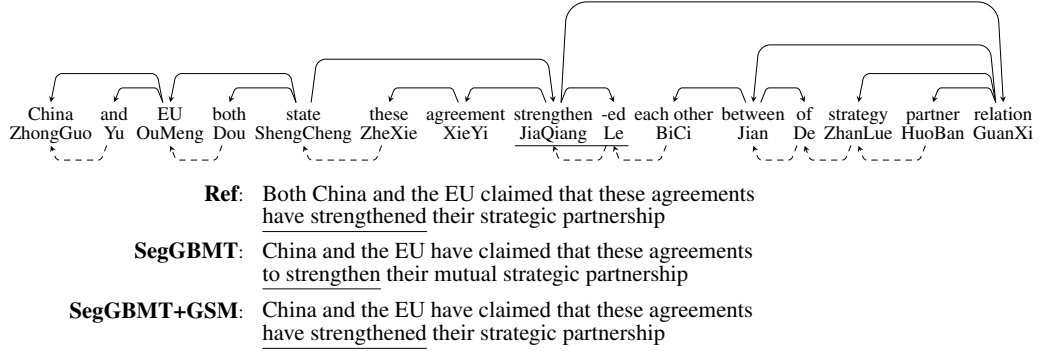 China and EU both state these agreement strengthen -ed each other between of strategy partner relation
ZhongGuo Yu OuMeng Dou ShengCheng ZheXie XieYi JiaQiang Le BiCi Jian De ZhanLue HuoBan GuanXi
Ref: Both China and the EU claimed that these agreements
have strengthened their strategic partnership
SegGBMT: China and the EU have claimed that these agreements
to strengthen their mutual strategic partnership
SegGBMT+GSM: China and the EU have claimed that these agreements
have strengthened their strategic partnership